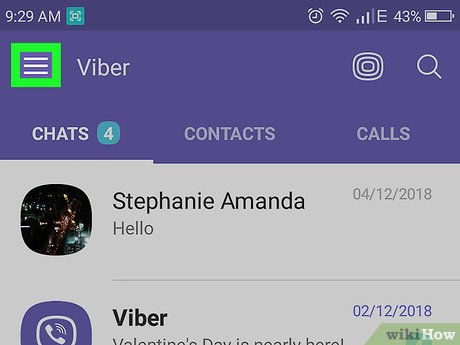 9:29 AM E 43%
Viber
CHATS 4 CONTACTS CALLS
Stephanie Amanda 04/12/2018
Hello
Viber 02/12/2018
Valentine's Day is nearly here!
wikiHow